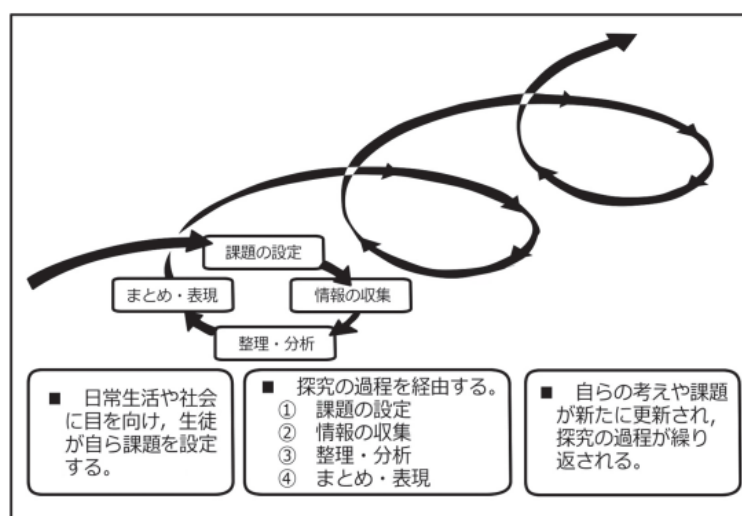 課題の設定
まとめ・表現
情報の収集
整理・分析
■ 日常生活や社会
に目を向け，生徒
が自ら課題を設定
する。
■ 探究の過程を経由する。
① 課題の設定
② 情報の収集
③ 整理・分析
④ まとめ・表現
■ 自らの考えや課題
が新たに更新され，
探究の過程が繰り
返される。